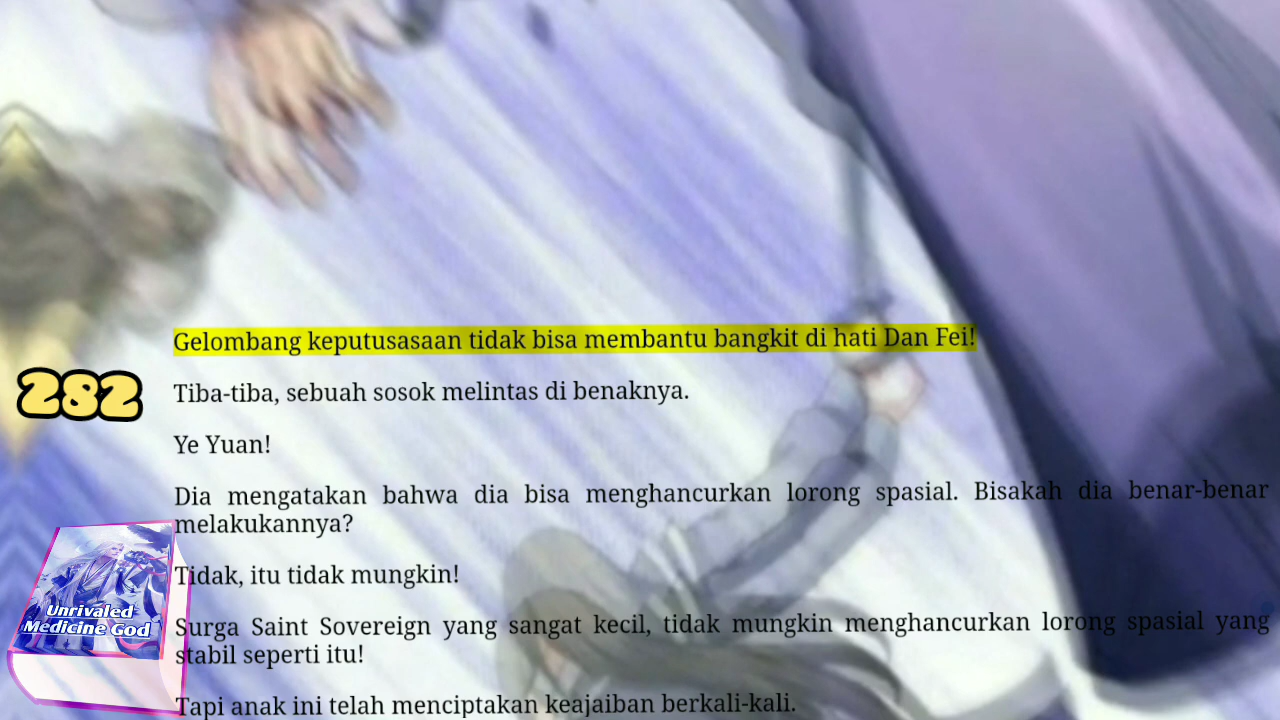 Gelombang keputusasaan tidak bisa membantu bangkit di hati Dan Fei!
Tiba-tiba, sebuah sosok melintas di benaknya.
282
Ye Yuan!
Dia mengatakan bahwa dia bisa menghancurkan lorong spasial. Bisakah dia benar-benar
melakukannya?
Tidak, itu tidak mungkin!
Unrivaled
Medicine God
Surga Saint Sovereign yang sangat kecil, tidak mungkin menghancurkan lorong spasial yang
stabil seperti itu!
Tapi anak ini telah menciptakan keajaiban berkali-kali.